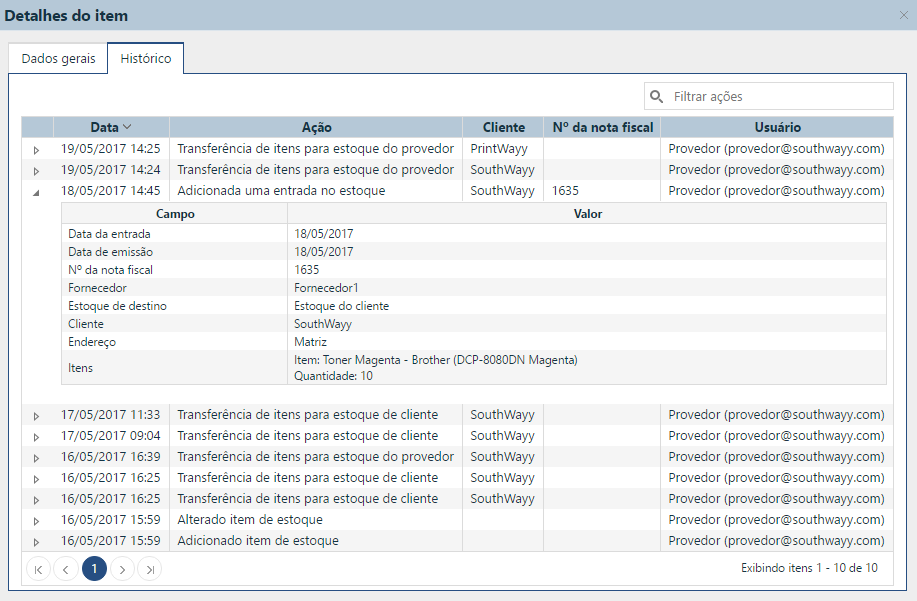 Detalhes do item
Dados gerais Histórico
Filtrar ações
Data Ação Cliente Nº da nota fiscal Usuário
19/05/2017 14:25 Transferência de itens para estoque do provedor PrintWayy Provedor (provedor@southwayy.com)
19/05/2017 14:24 Transferência de itens para estoque do provedor SouthWayy Provedor (provedor@southwayy.com)
18/05/2017 14:45 Adicionada uma entrada no estoque SouthWayy 1635 Provedor (provedor@southwayy.com)
Campo Valor
Data da entrada 18/05/2017
Data de emissão 18/05/2017
Nº da nota fiscal 1635
Fornecedor Fornecedor1
Estoque de destino Estoque do cliente
Cliente SouthWayy
Endereço Matriz
Itens Item: Toner Magenta - Brother (DCP-8080DN Magenta)
Quantidade: 10
17/05/2017 11:33 Transferência de itens para estoque de cliente SouthWayy Provedor (provedor@southwayy.com)
17/05/2017 09:04 Transferência de itens para estoque de cliente SouthWayy Provedor (provedor@southwayy.com)
16/05/2017 16:39 Transferência de itens para estoque do provedor SouthWayy Provedor (provedor@southwayy.com)
16/05/2017 16:25 Transferência de itens para estoque de cliente SouthWayy Provedor (provedor@southwayy.com)
16/05/2017 16:25 Transferência de itens para estoque de cliente SouthWayy Provedor (provedor@southwayy.com)
16/05/2017 15:59 Alterado item de estoque Provedor (provedor@southwayy.com)
16/05/2017 15:59 Adicionado item de estoque Provedor (provedor@southwayy.com)
1 Exibindo itens 1 - 10 de 10